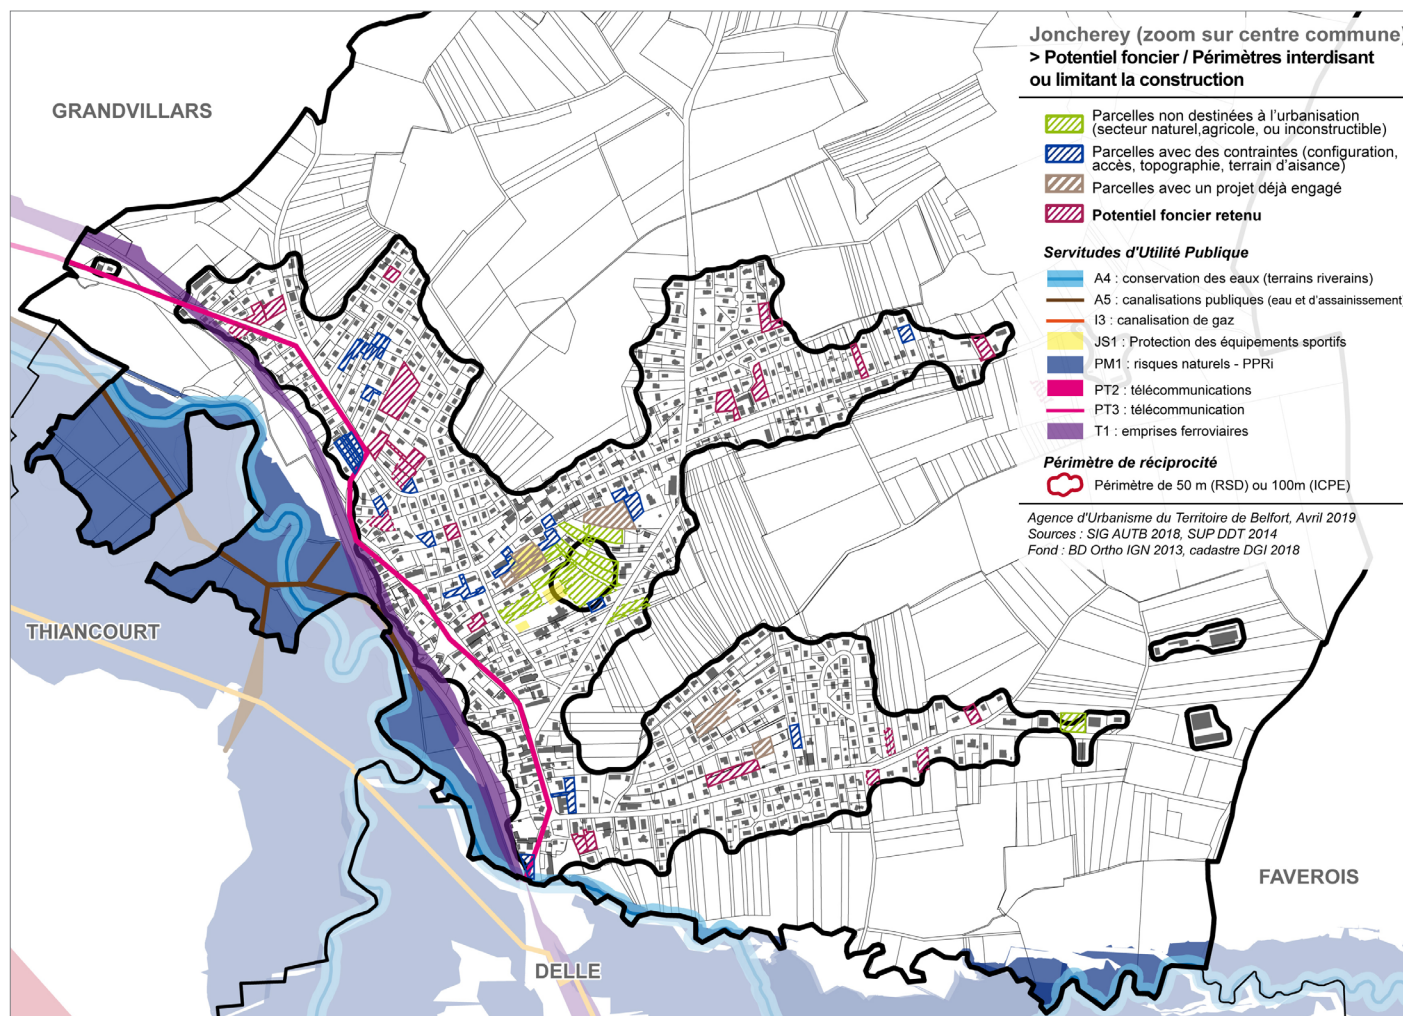 Joncherey (zoom sur centre commune)
> Potentiel foncier / Périmètres interdisant
ou limitant la construction
GRANDVILLARS
Parcelles non destinées à l'urbanisation
(secteur naturel,agricole, ou inconstructible)
Parcelles avec des contraintes (configuration,
accès, topographie, terrain d'aisance)
Parcelles avec un projet déjà engagé
Potentiel foncier retenu
Servitudes d'Utilité Publique
A4 : conservation des eaux (terrains riverains)
A5 : canalisations publiques (eau et d'assainissement)
I3 : canalisation de gaz
JS1 : Protection des équipements sportifs
PM1 : risques naturels - PPRi
PT2 : télécommunications
PT3 : télécommunication
T1 : emprises ferroviaires
Périmètre de réciprocité
Périmètre de 50 m (RSD) ou 100m (ICPE)
Agence d'Urbanisme du Territoire de Belfort, Avril 2019
Sources : SIG AUTB 2018, SUP DDT 2014
Fond : BD Ortho IGN 2013, cadastre DGI 2018
THIANCOURT
FAVEROIS
DELLE